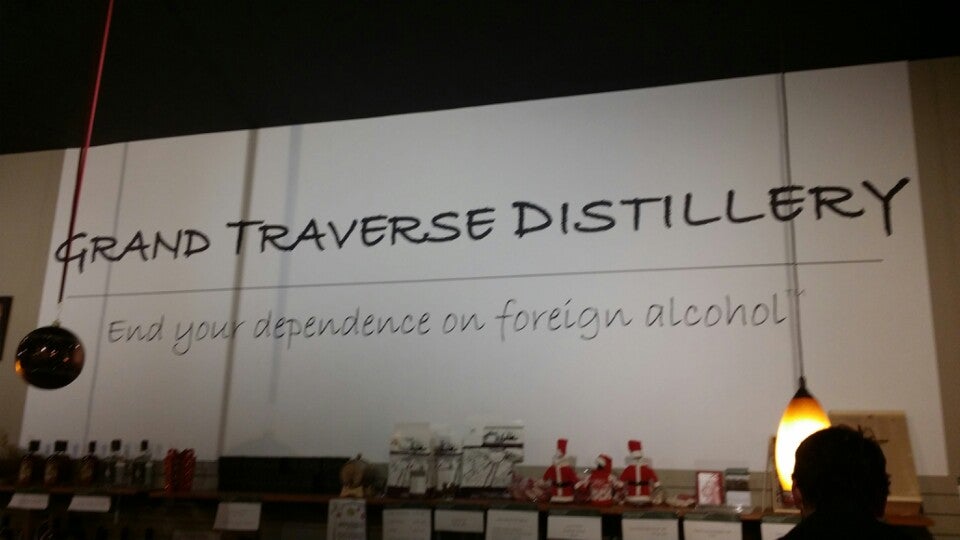 GRAND TRAVERSE DISTILLERY
End your dependence on foreign alcohol™